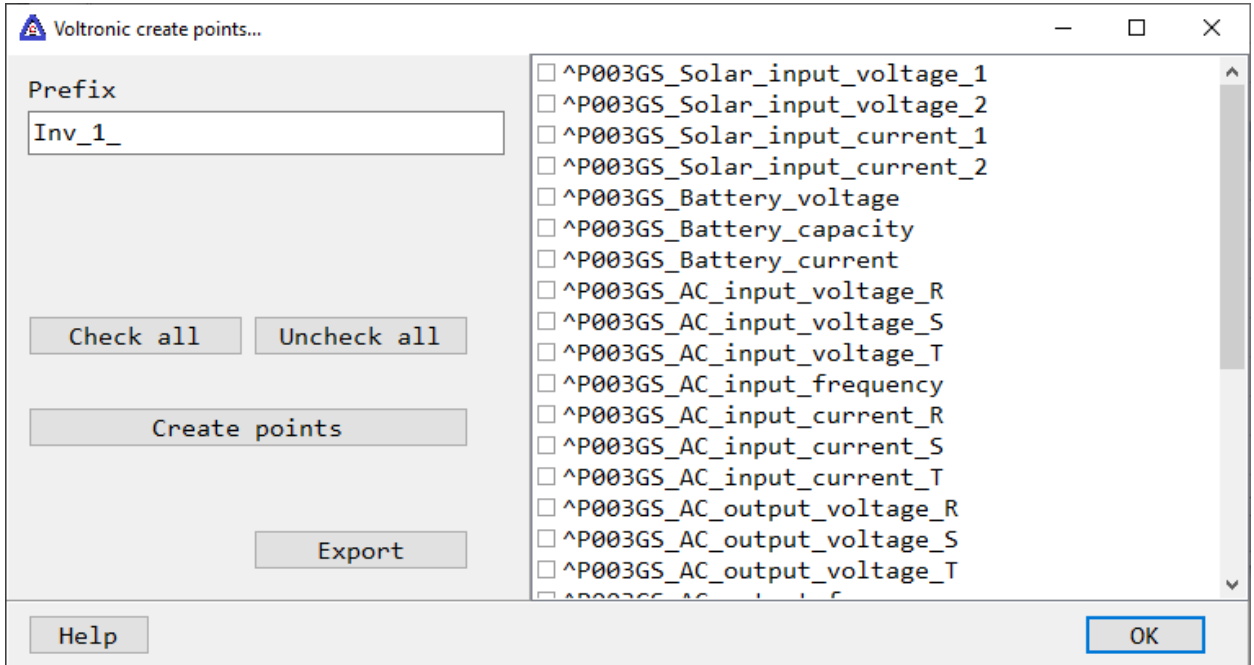 Voltronic create points...
Prefix
Inv_1_
Check all
Uncheck all
Create points
Export
^P003GS_Solar_input_voltage_1
^P003GS_Solar_input_voltage_2
^P003GS_Solar_input_current_1
^P003GS_Solar_input_current_2
^P003GS_Battery_voltage
^P003GS_Battery_capacity
^P003GS_Battery_current
^P003GS_AC_input_voltage_R
^P003GS_AC_input_voltage_S
^P003GS_AC_input_voltage_T
^P003GS_AC_input_frequency
^P003GS_AC_input_current_R
^P003GS_AC_input_current_S
^P003GS_AC_input_current_T
^P003GS_AC_output_voltage_R
^P003GS_AC_output_voltage_S
^P003GS_AC_output_voltage_T
Help
OK